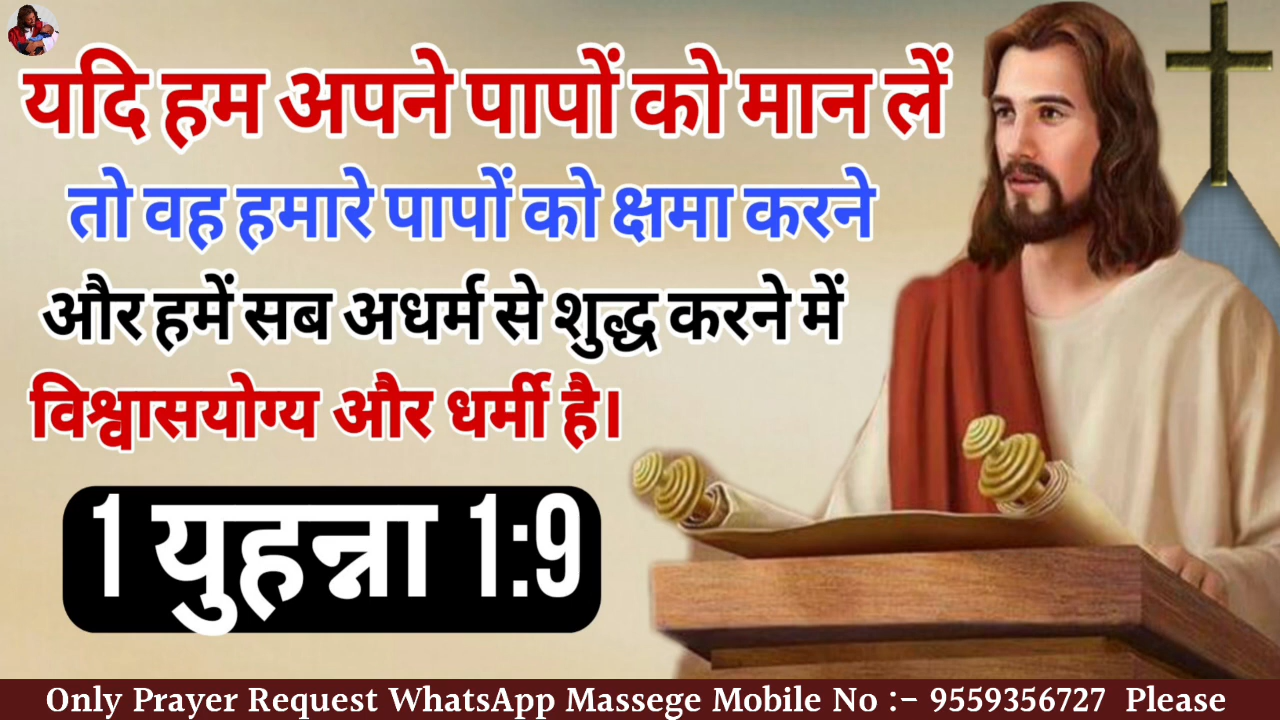 यदि हम अपने पापों को मान लें
तो वह हमारे पापों को क्षमा करने
और हमें सब अधर्म से शुद्ध करने में
विश्वासयोग्य और धर्मी है।
1 युहन्ना 1:9
Only Prayer Request WhatsApp Massege Mobile No :- 9559356727 Please